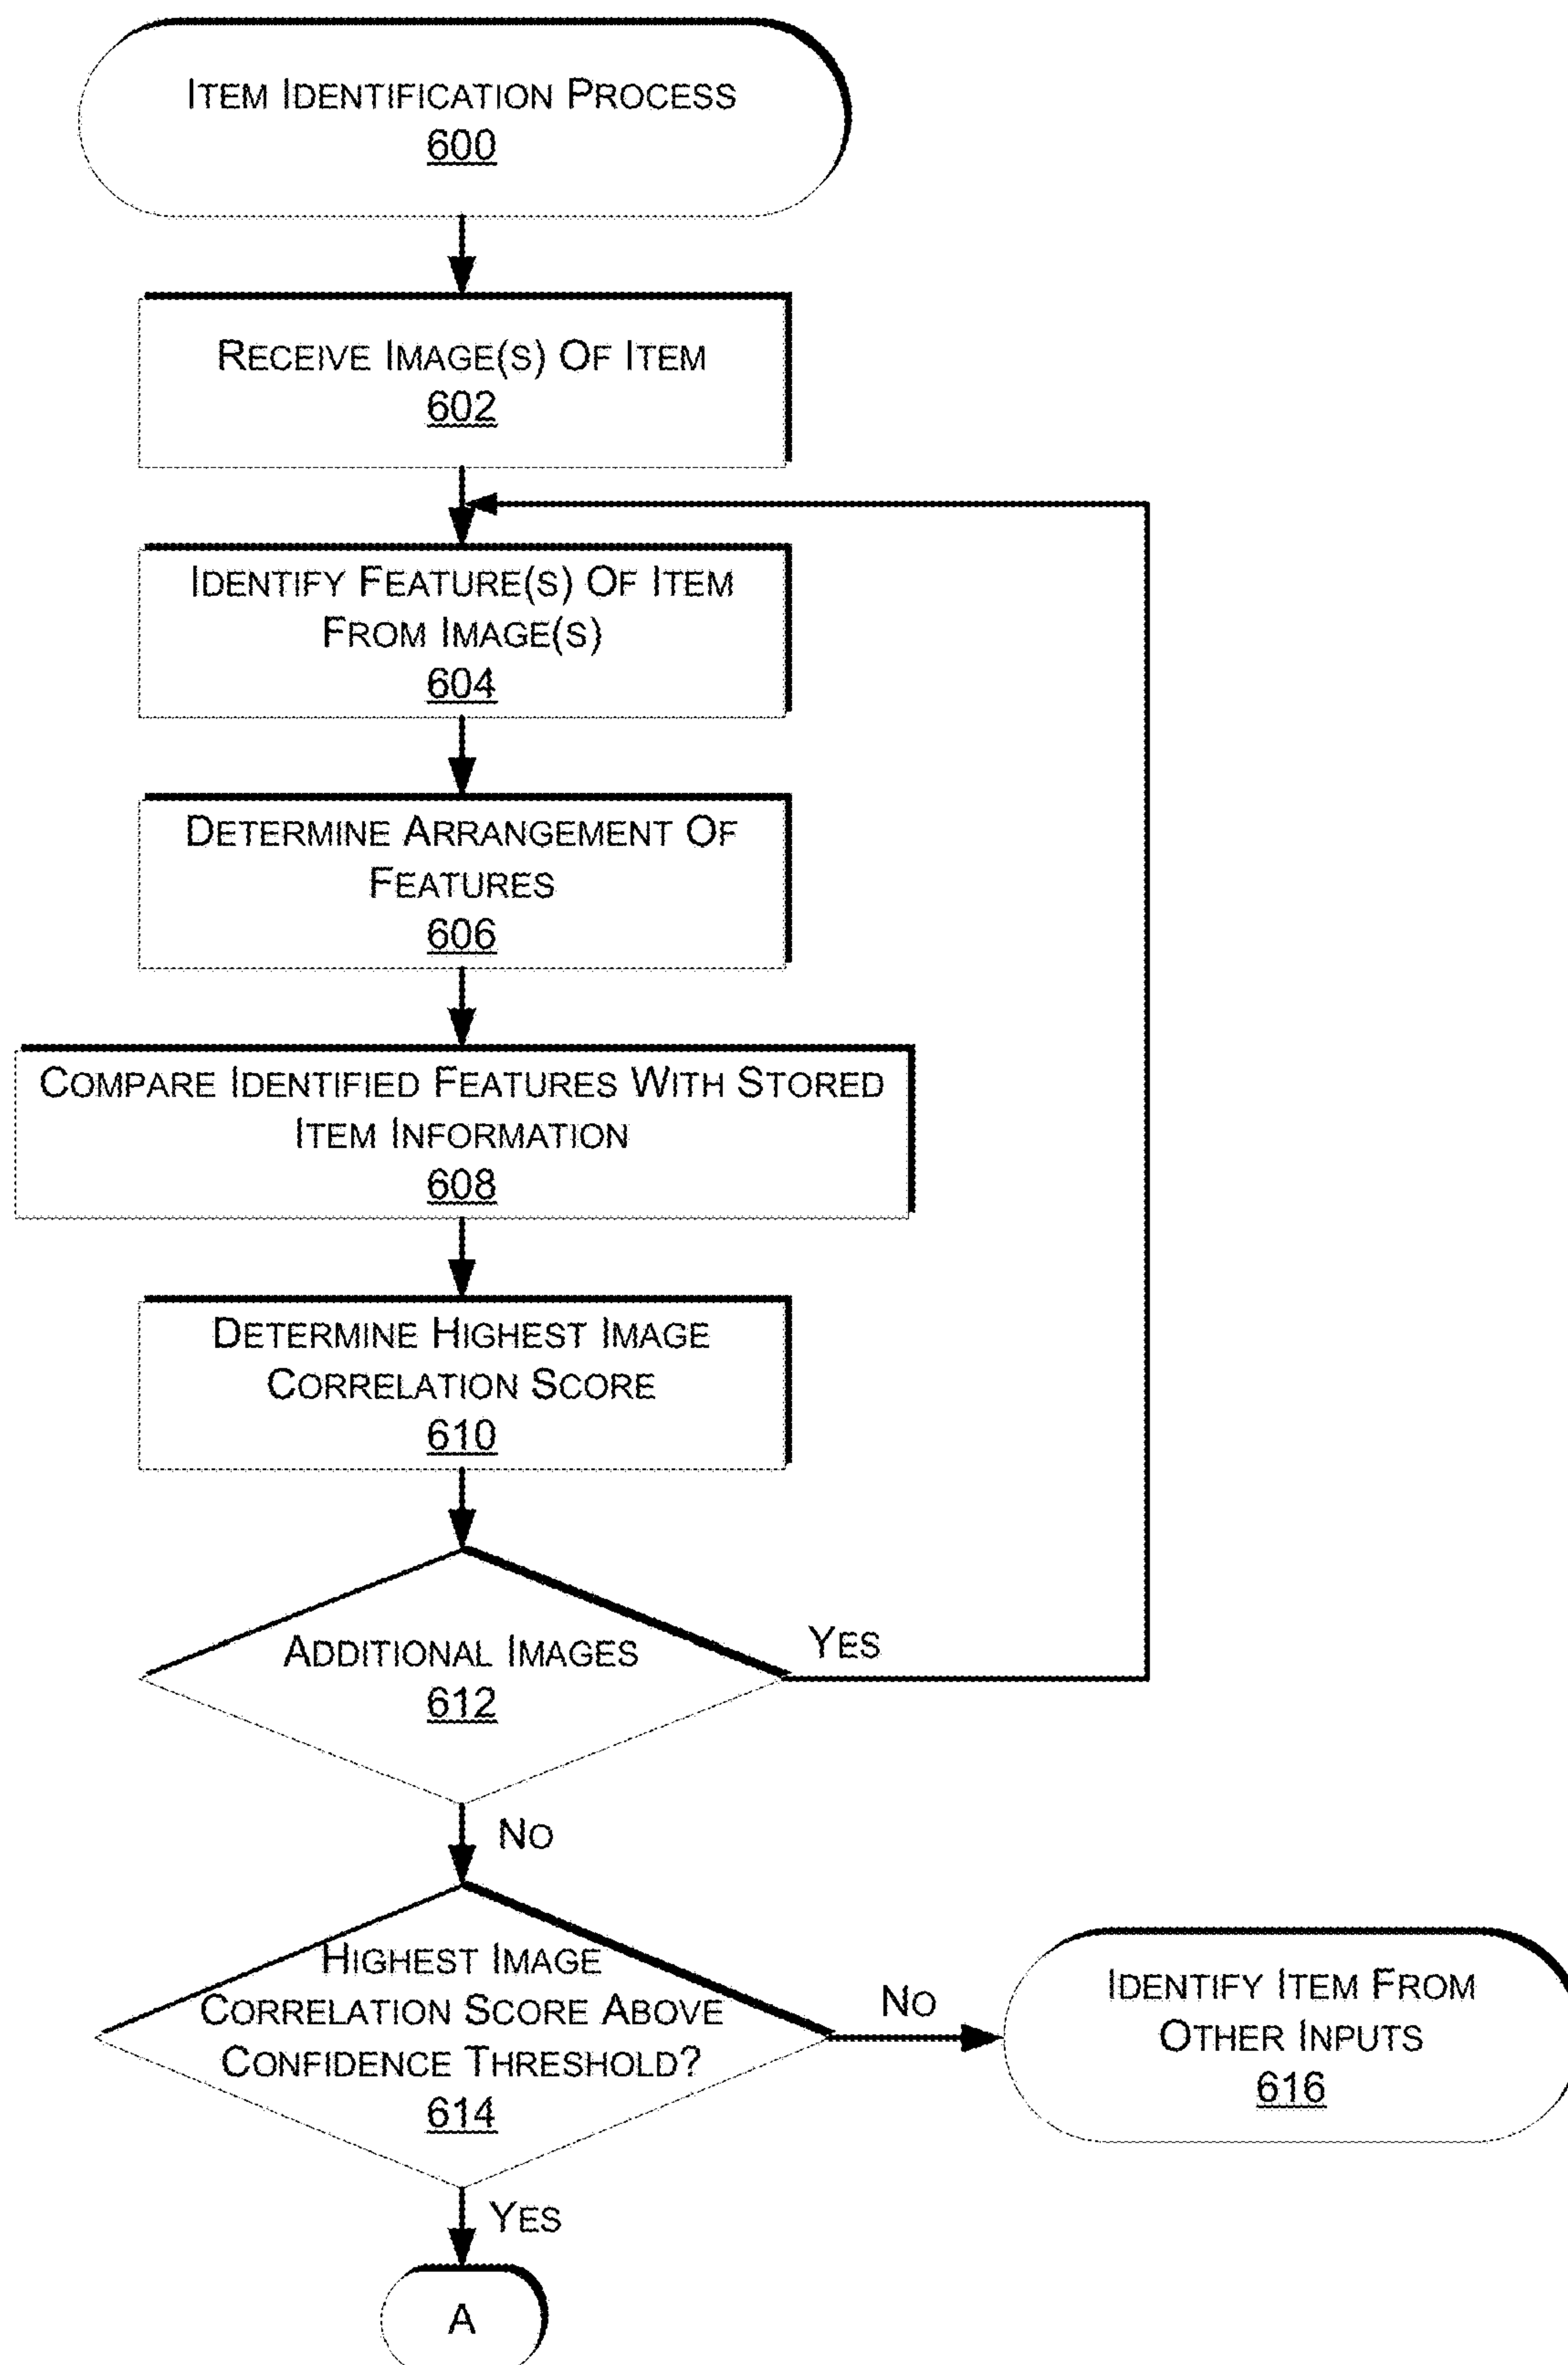 ITEM IDENTIFICATION PROCESS
600
RECEIVE IMAGE(S) OF ITEM
602
IDENTIFY FEATURE(S) OF ITEM
FROM IMAGE(S)
604
DETERMINE ARRANGEMENT OF
FEATURES
606
COMPARE IDENTIFIED FEATURES WITH STORED
ITEM INFORMATION
608
DETERMINE HIGHEST IMAGE
CORRELATION SCORE
610
ADDITIONAL IMAGES
612
YES
NO
HIGHEST IMAGE
CORRELATION SCORE ABOVE
CONFIDENCE THRESHOLD?
614
NO
IDENTIFY ITEM FROM
OTHER INPUTS
616
YES
A